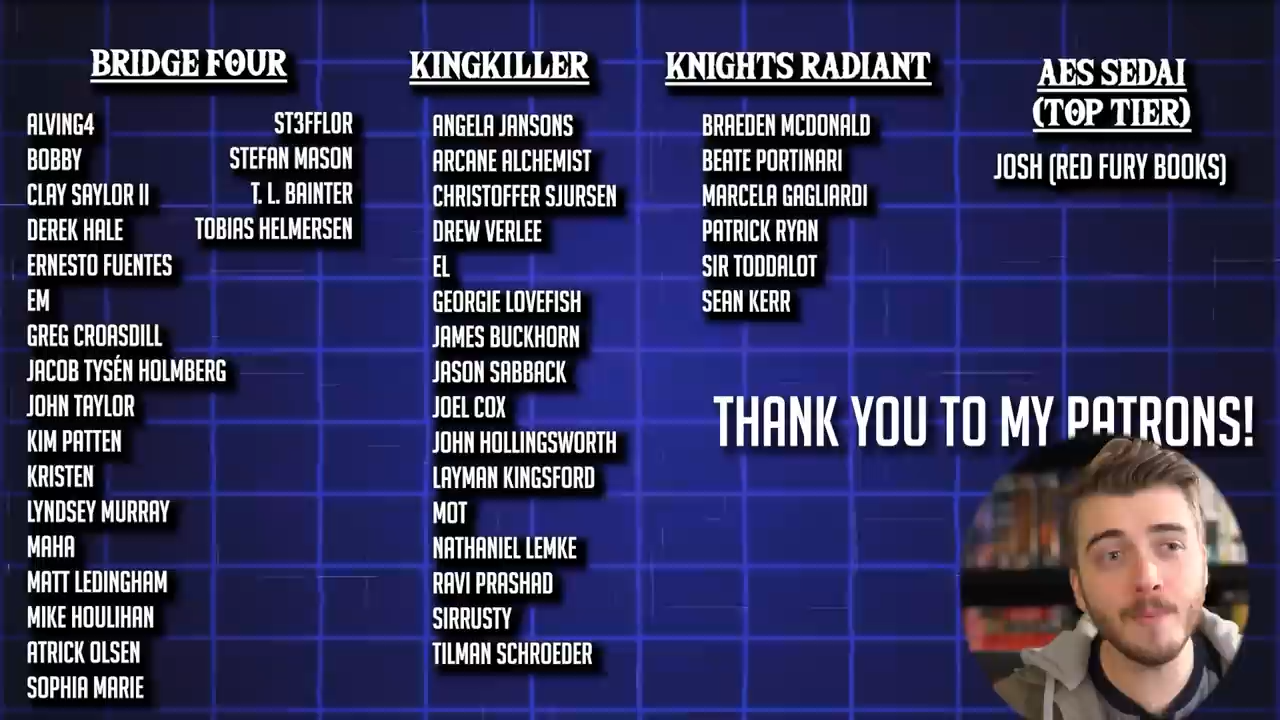 BRIDGE FOUR
ALVING4
BOBBY
CLAY SAYLOR II
DEREK HALE
ERNESTO FUENTES
EM
GREG CROASDILL
JACOB TYSÉN HOLMBERG
JOHN TAYLOR
KIM PATTEN
KRISTEN
LYNDSEY MURRAY
MAHA
MATT LEDINGHAM
MIKE HOULIHAN
ATRICK OLSEN
SOPHIA MARIE
ST3FFLOR
STEFAN MASON
T. L. BAINTER
TOBIAS HELMERSEN
KINGKILLER
ANGELA JANSONS
ARCANE ALCHEMIST
CHRISTOFFER SJURSEN
DREW VERLEE
EL
GEORGIE LOVEFISH
JAMES BUCKHORN
JASON SABBACK
JOEL COX
JOHN HOLLINGSWORTH
LAYMAN KINGSFORD
MOT
NATHANIEL LEMKE
RAVI PRASHAD
SIRRUSTY
TILMAN SCHROEDER
KNIGHTS RADIANT
BRAEDEN MCDONALD
BEATE PORTINARI
MARCELA GAGLIARDI
PATRICK RYAN
SIR TODDALOT
SEAN KERR
AES SEDAI
(TOP TIER)
JOSH (RED FURY BOOKS)
THANK YOU TO MY PATRONS!